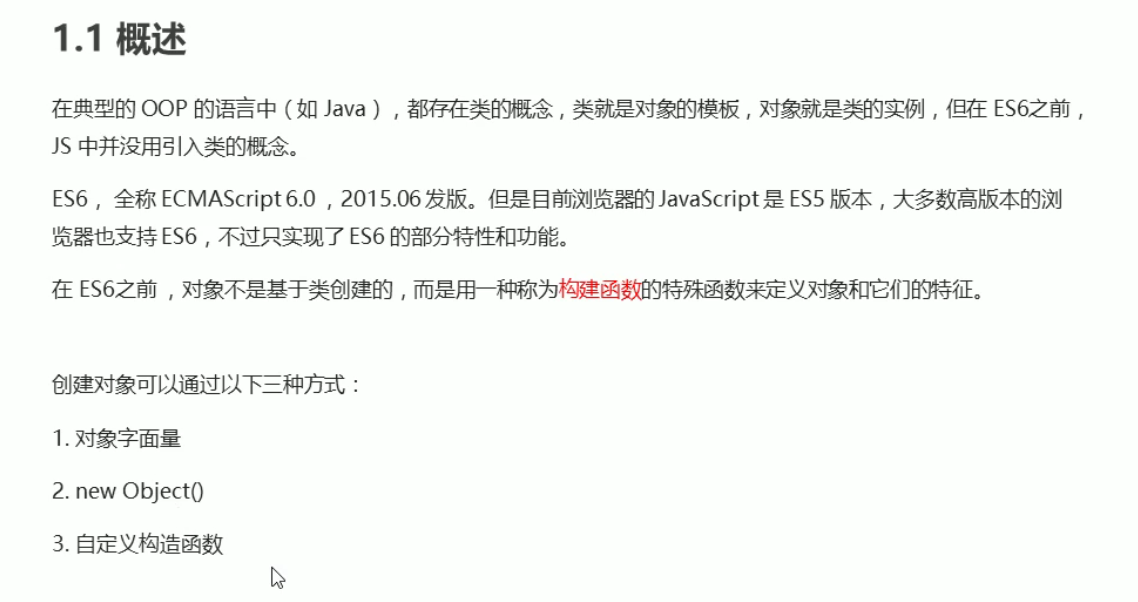 1.1 概述
在典型的 OOP 的语言中（如 Java），都存在类的概念，类就是对象的模板，对象就是类的实例，但在 ES6之前，
JS 中并没用引入类的概念。
ES6， 全称 ECMAScript 6.0 ，2015.06 发版。但是目前浏览器的 JavaScript 是 ES5 版本，大多数高版本的浏
览器也支持 ES6，不过只实现了 ES6 的部分特性和功能。
在 ES6之前 ，对象不是基于类创建的，而是用一种称为构建函数的特殊函数来定义对象和它们的特征。
创建对象可以通过以下三种方式：
1. 对象字面量
2. new Object()
3. 自定义构造函数